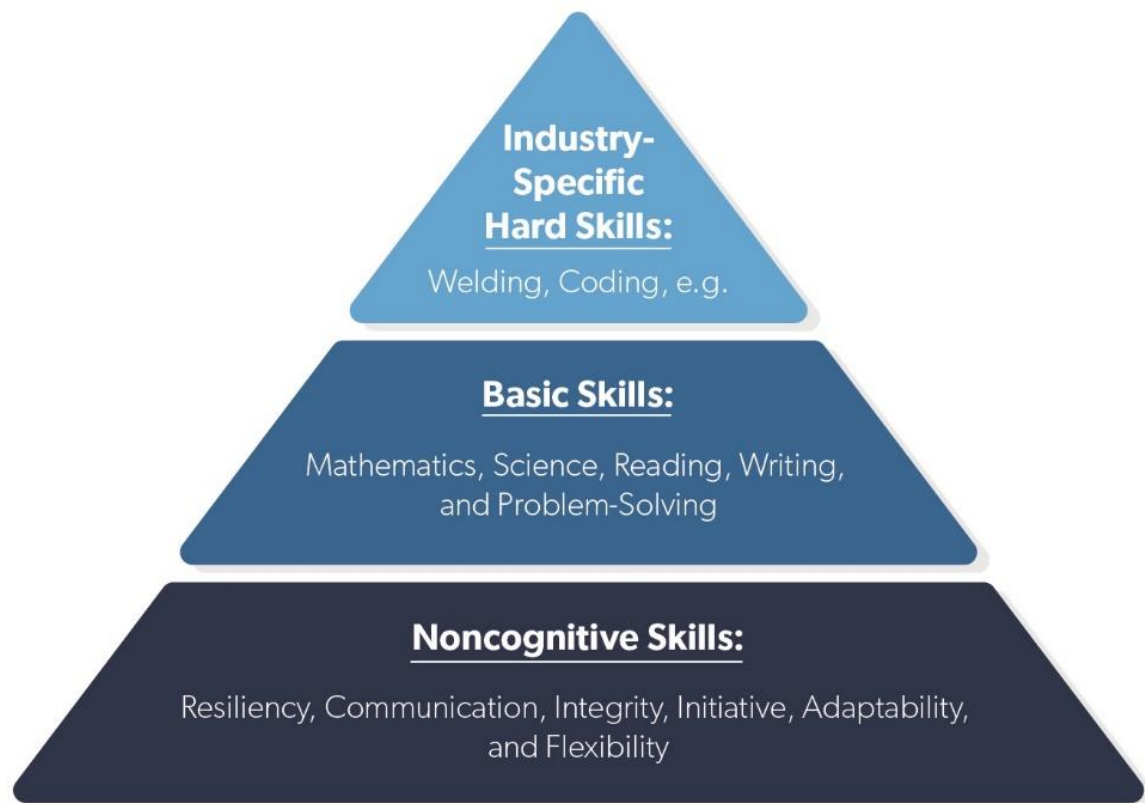 Industry-
Specific
Hard Skills:
Welding, Coding, e.g.
Basic Skills:
Mathematics, Science, Reading, Writing,
and Problem-Solving
Noncognitive Skills:
Resiliency, Communication, Integrity, Initiative, Adaptability,
and Flexibility